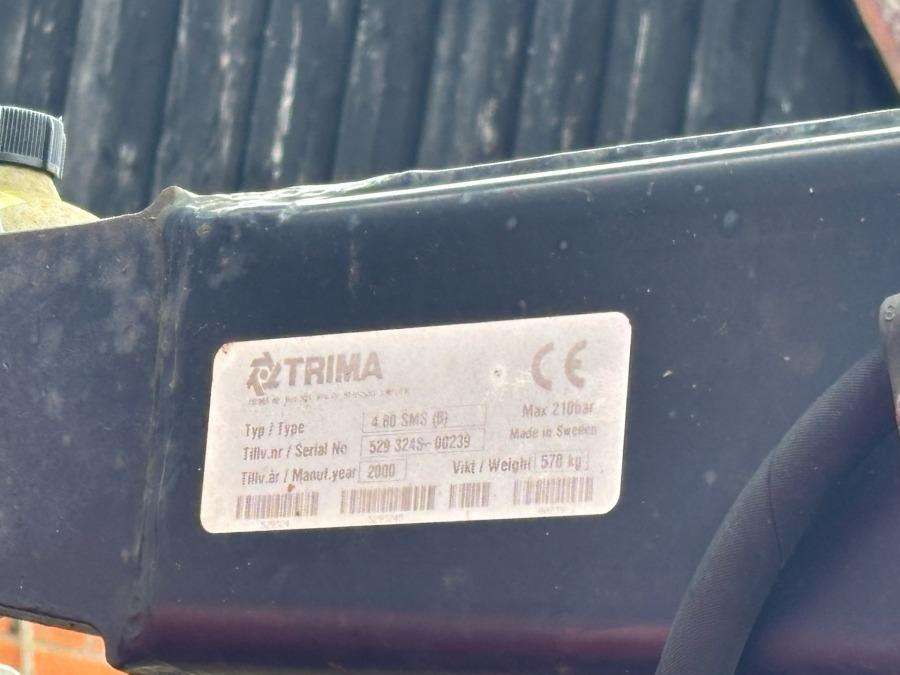 TRIMA
CE
Typ / Type 4.80 SMS (B)
Max 210bar
Tillv.nr / Serial No 529 3249- 00239
Made in Sweden
Tillv.år / Manuf.year 2000
Vikt / Weight 570 kg